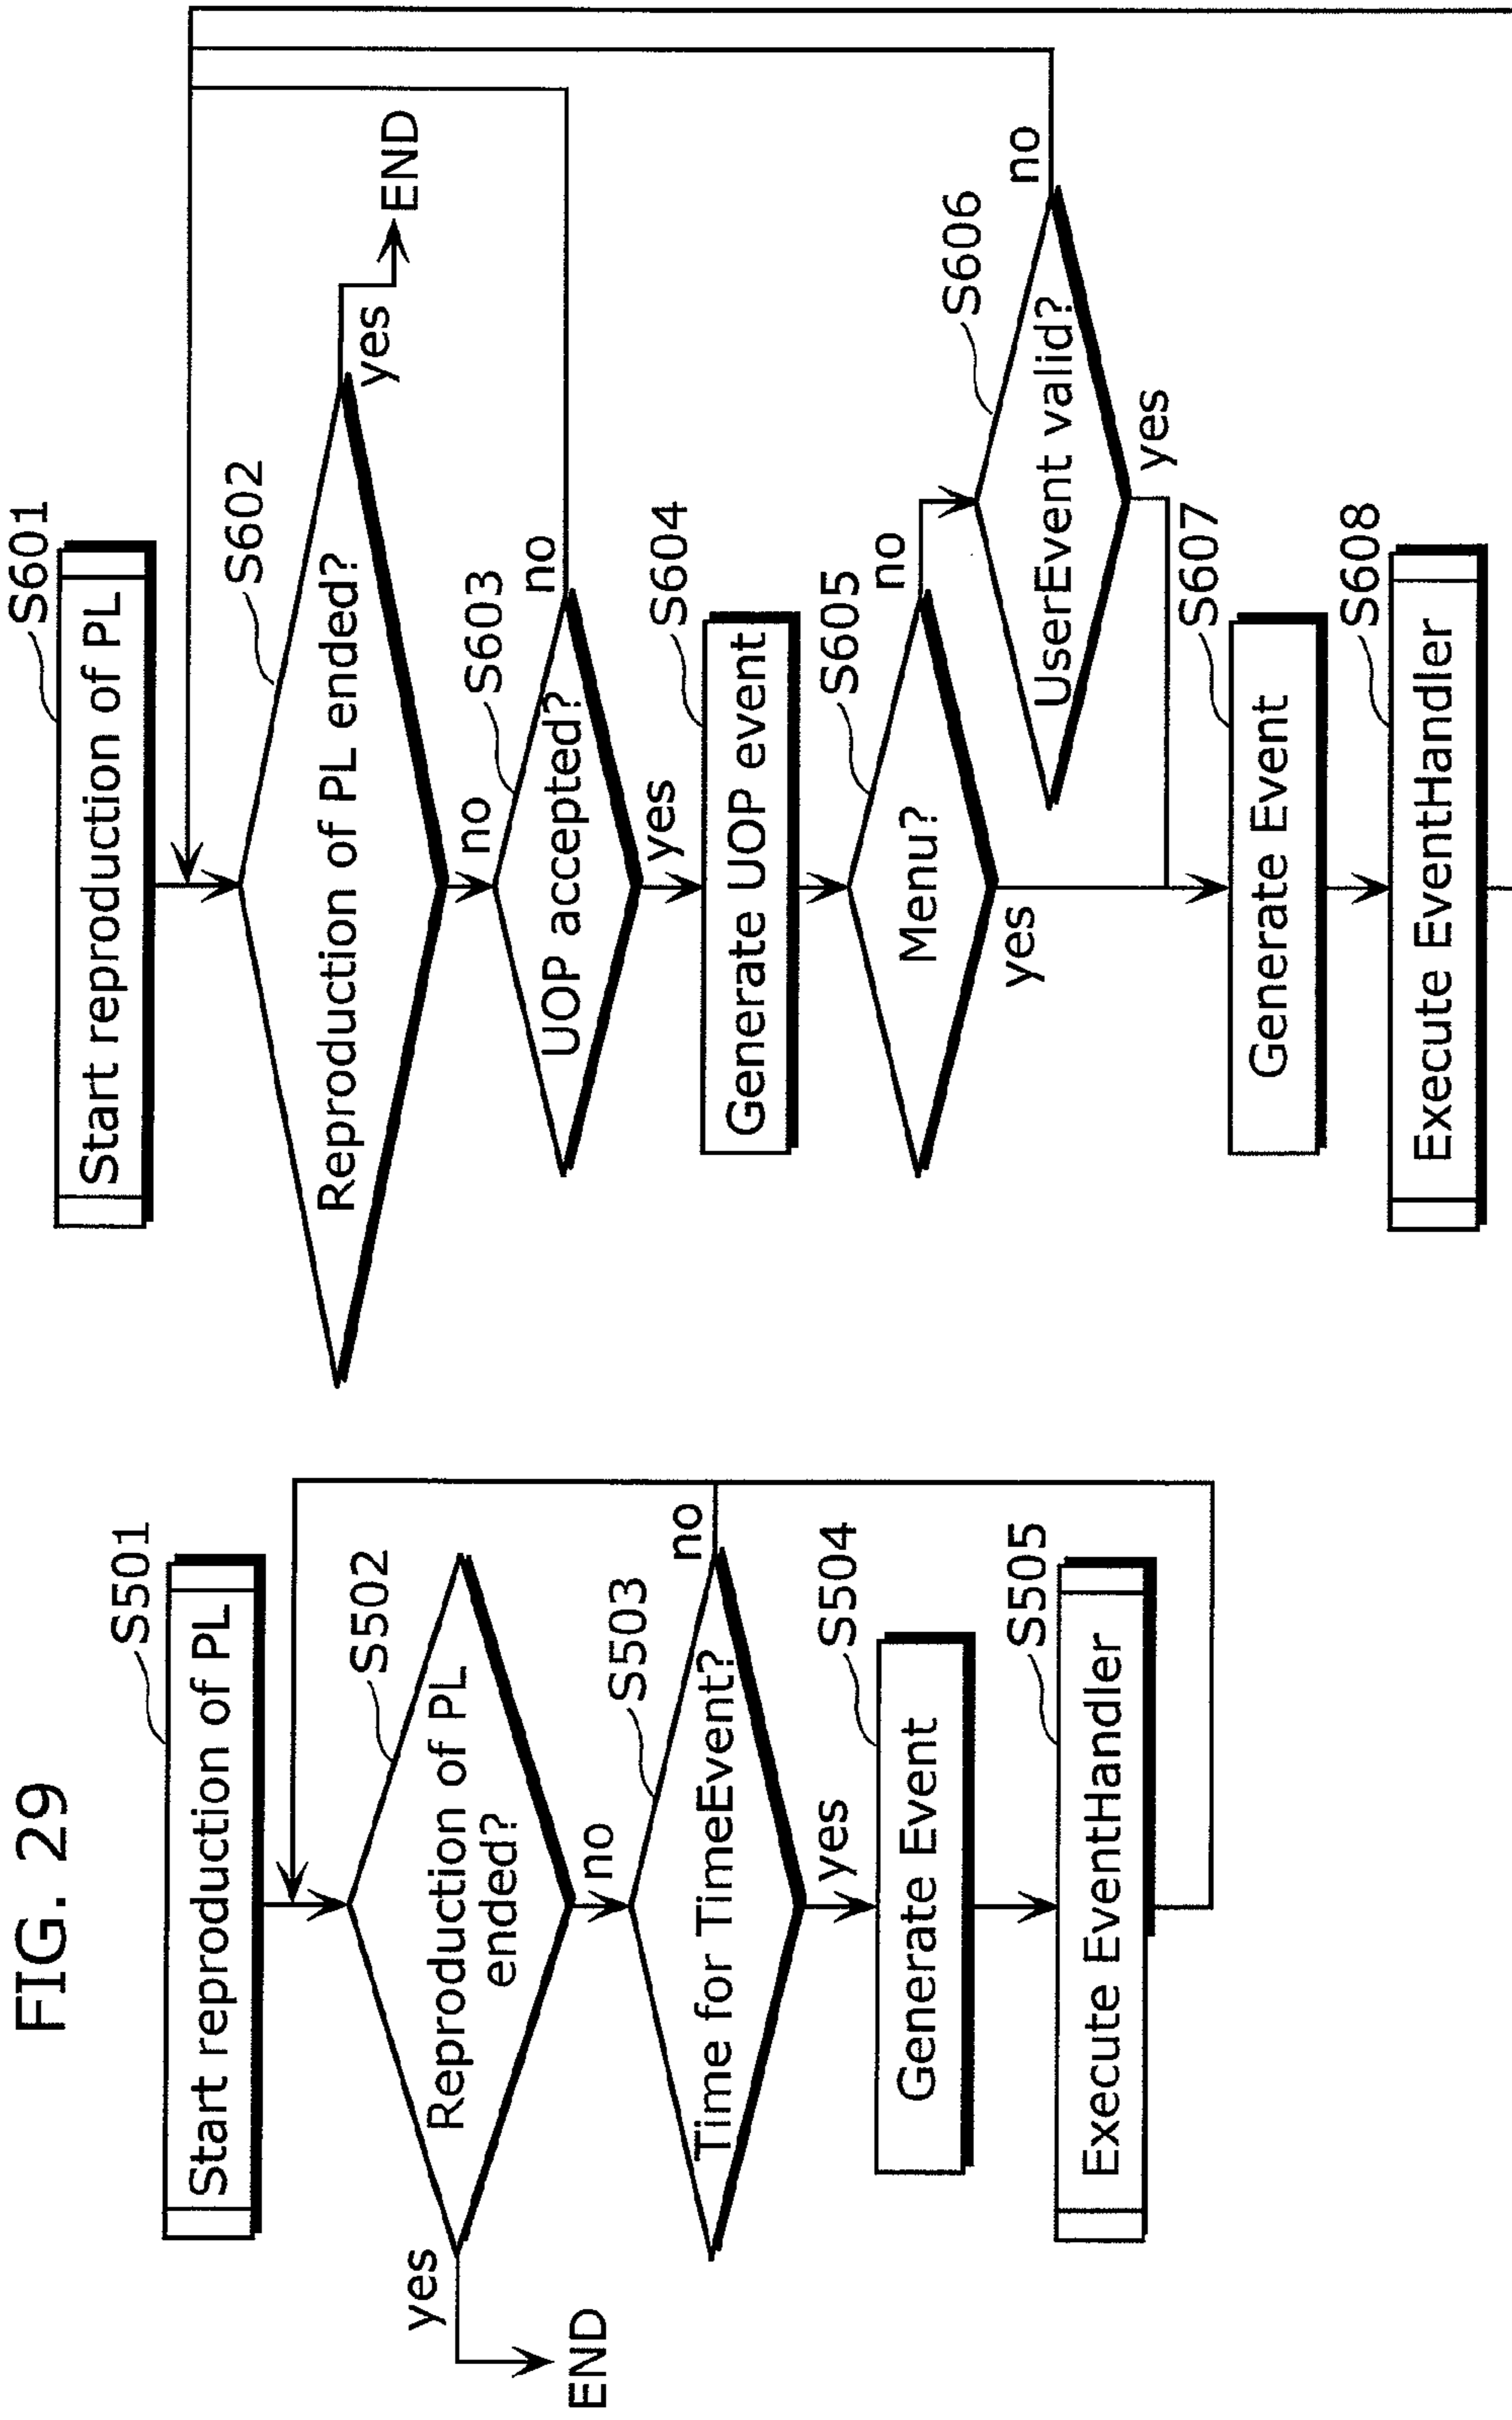 FIG. 29
S501
Start reproduction of PL
S502
Reproduction of PL
ended?
yes
END
no
S503
Time for TimeEvent?
no
yes
S504
Generate Event
S505
Execute EventHandler
S601
Start reproduction of PL
S602
Reproduction of PL ended?
yes
END
no
S603
UOP accepted?
no
yes
S604
Generate UOP event
S605
Menu?
no
yes
S606
UserEvent valid?
no
yes
S607
Generate Event
S608
Execute EventHandler